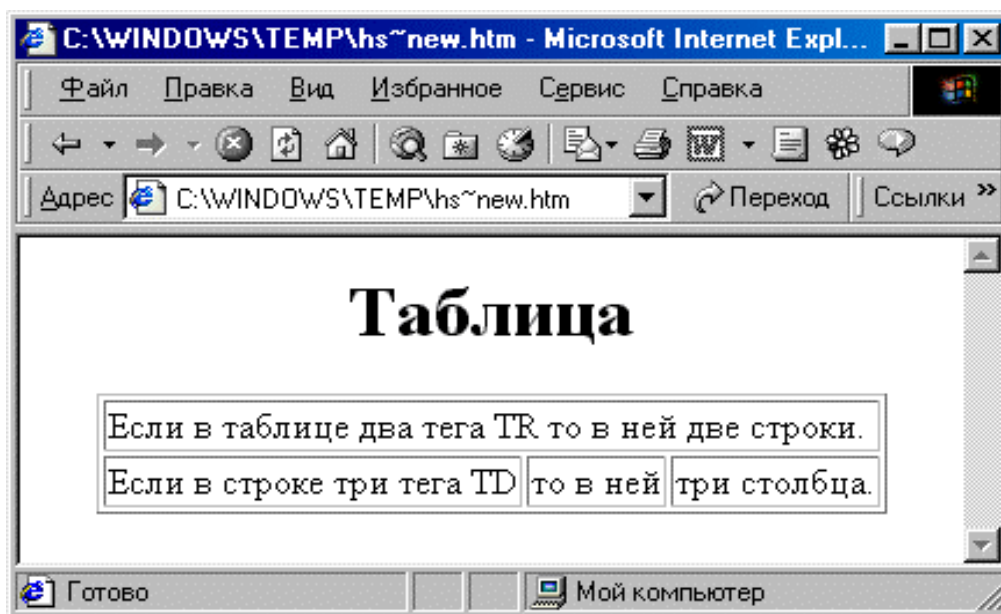 C:\WINDOWS\TEMP\hs~new.htm - Microsoft Internet Expl...
Файл Правка Вид Избранное Сервис Справка
Адрес C:\WINDOWS\TEMP\hs~new.htm Переход Ссылки »
Таблица
Если в таблице два тега TR то в ней две строки.
Если в строке три тега TD то в ней три столбца.
Готово Мой компьютер